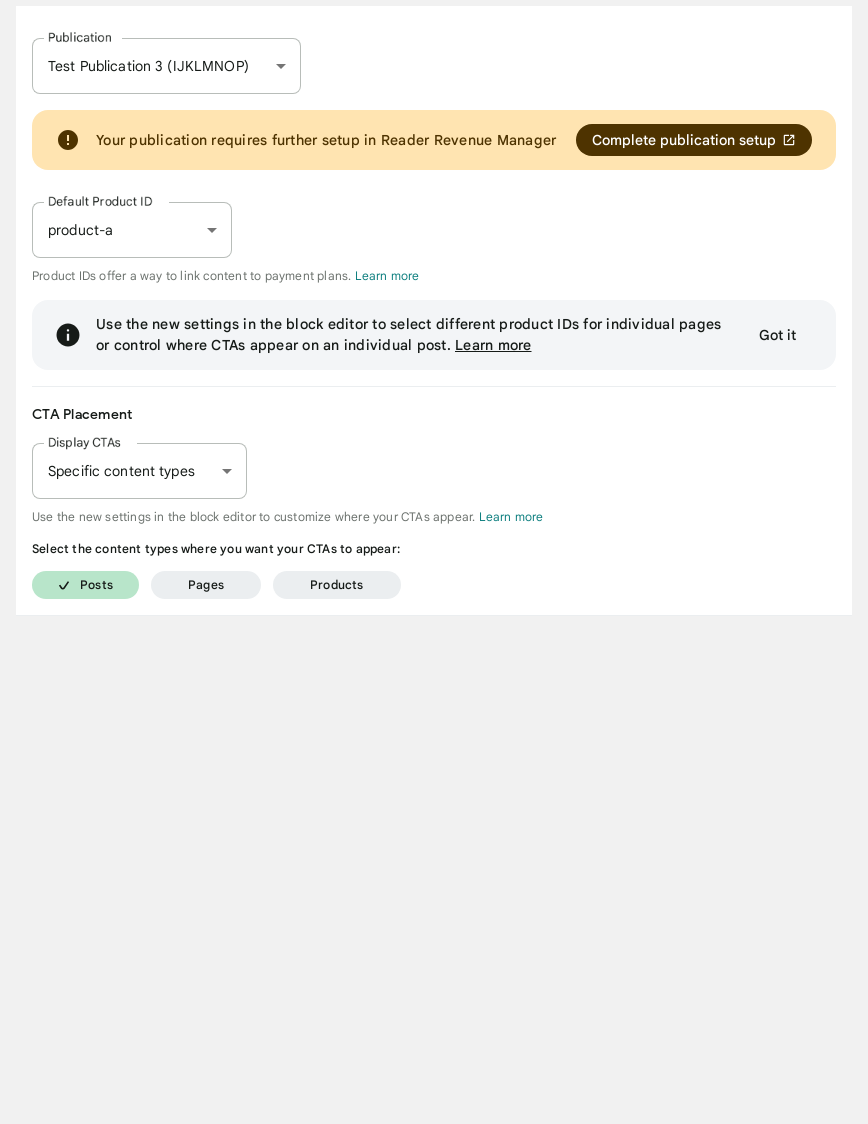 Publication
Test Publication 3 (IJKLMNOP)
Your publication requires further setup in Reader Revenue Manager
Complete publication setup
Default Product ID
product-a
Product IDs offer a way to link content to payment plans. Learn more
Use the new settings in the block editor to select different product IDs for individual pages
or control where CTAs appear on an individual post. Learn more
Got it
CTA Placement
Display CTAs
Specific content types
Use the new settings in the block editor to customize where your CTAs appear. Learn more
Select the content types where you want your CTAs to appear:
Posts
Pages
Products